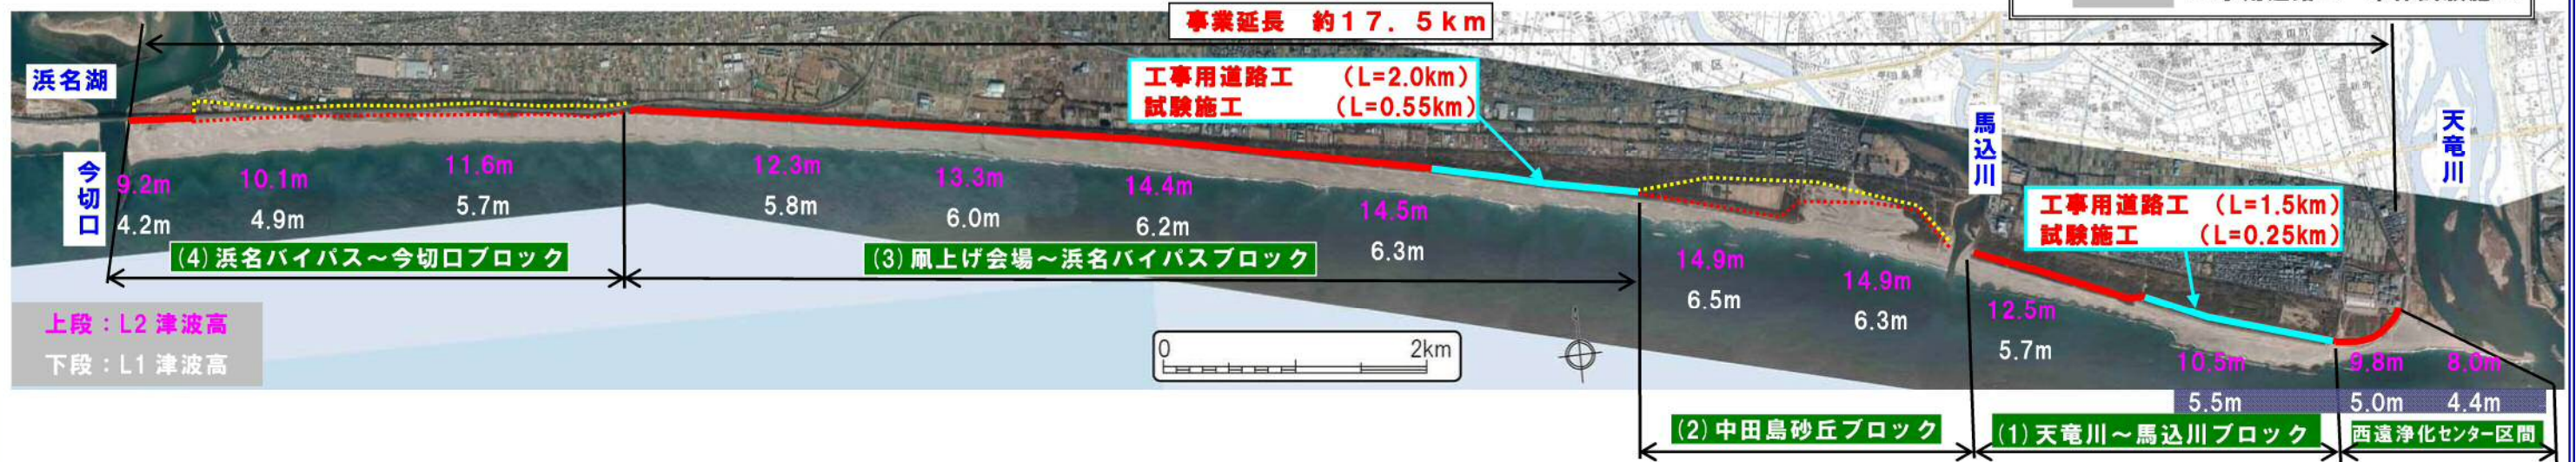 事業延長 約17.5km
浜名湖
工事用道路工 (L=2.0km)
試験施工 (L=0.55km)
馬込川
天竜川
今切口
9.2m
4.2m
10.1m
4.9m
11.6m
5.7m
12.3m
5.8m
13.3m
6.0m
14.4m
6.2m
14.5m
6.3m
14.9m
6.5m
14.9m
6.3m
工事用道路工 (L=1.5km)
試験施工 (L=0.25km)
12.5m
5.7m
10.5m
5.5m
9.8m
5.0m
8.0m
4.4m
(4)浜名バイパス~今切口ブロック
(3)凧上げ会場~浜名バイパスブロック
上段:L2 津波高
下段:L1 津波高
0 2km
(2)中田島砂丘ブロック
(1)天竜川~馬込川ブロック
西遠浄化センター区間
南区